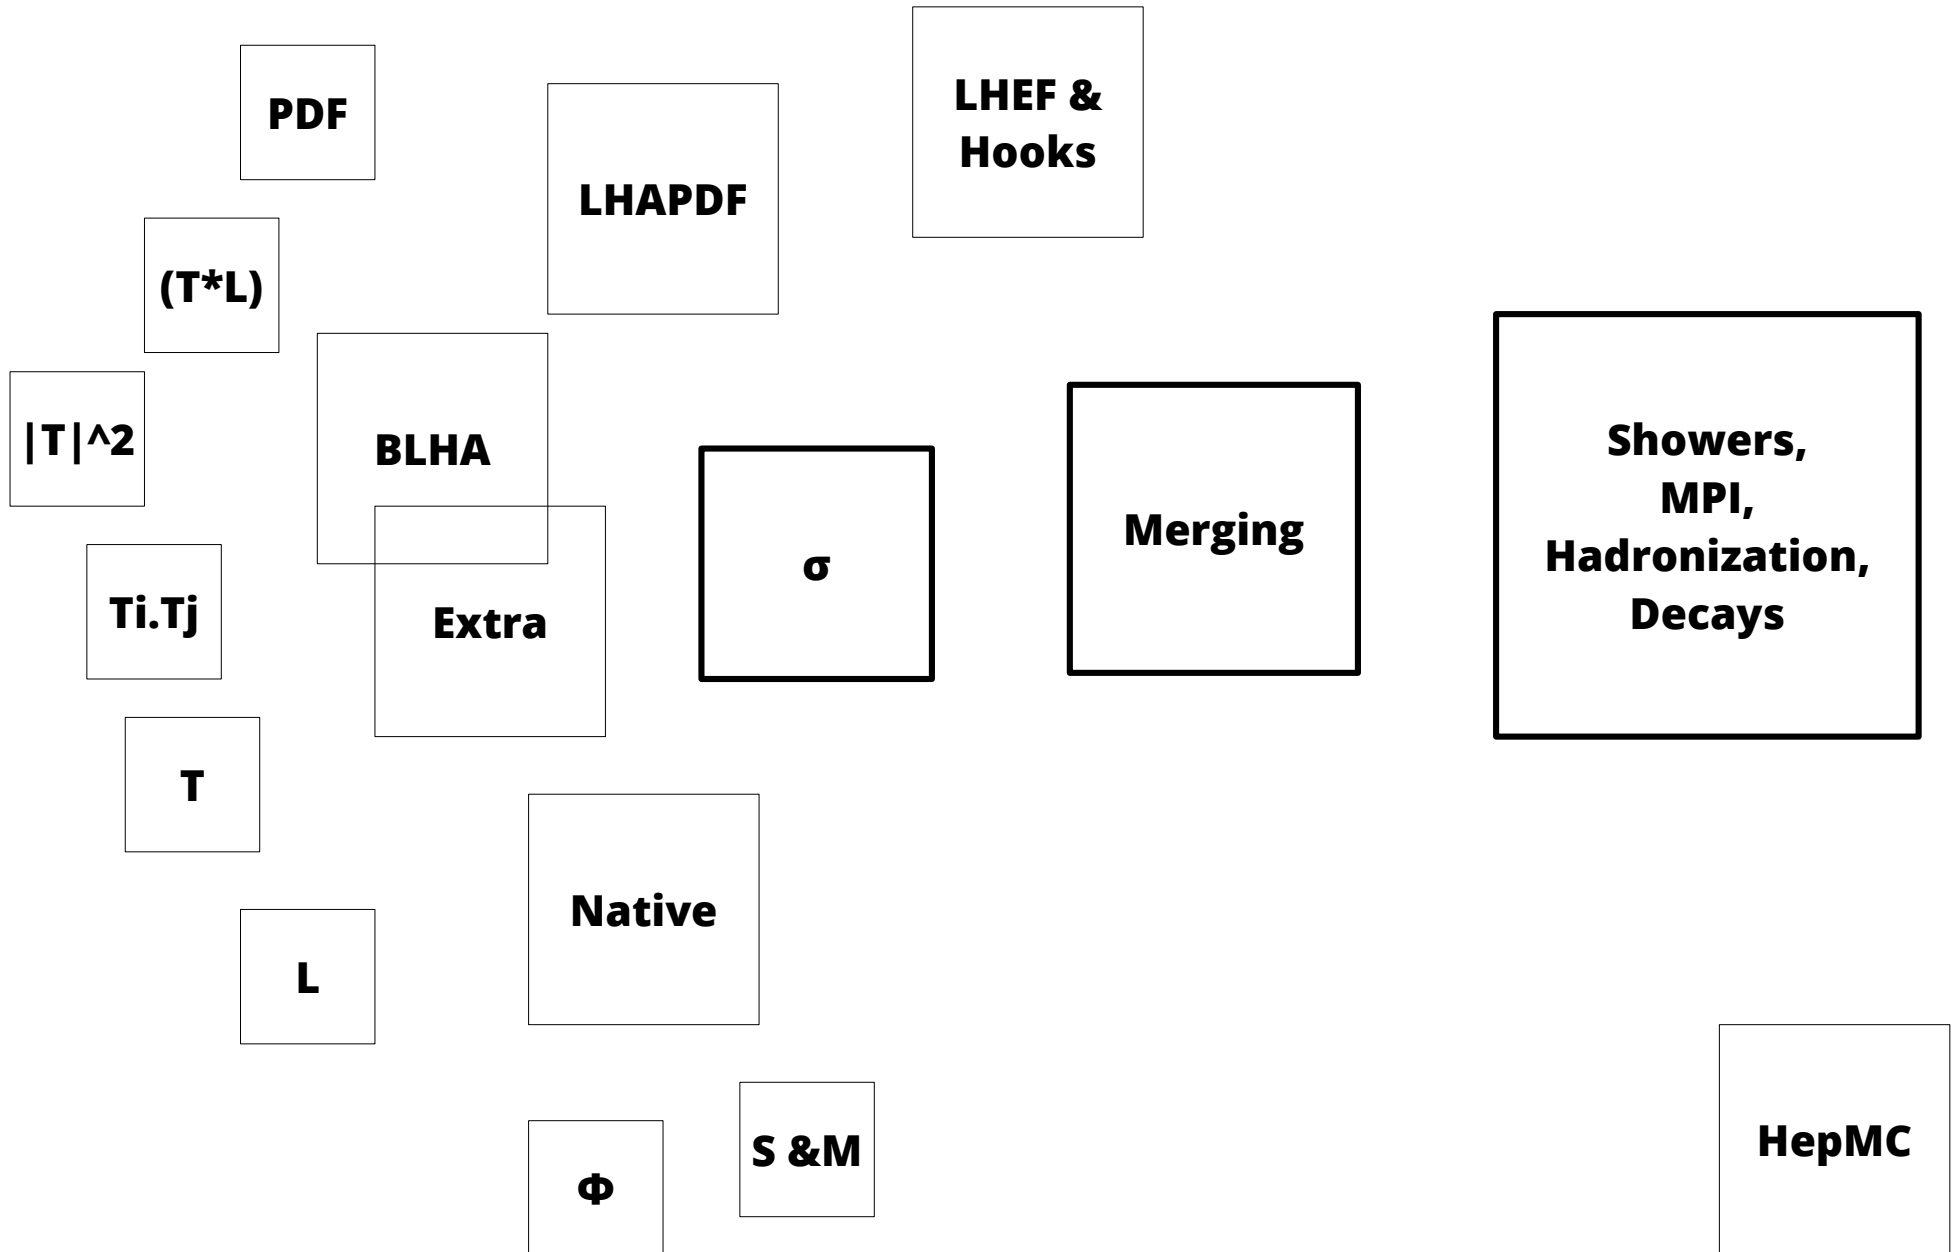 PDF
LHAPDF
LHEF &
Hooks
(T*L)
|T|^2
BLHA
Ti.Tj
Extra
σ
Merging
Showers,
MPI,
Hadronization,
Decays
T
L
Native
Φ
S &M
HepMC